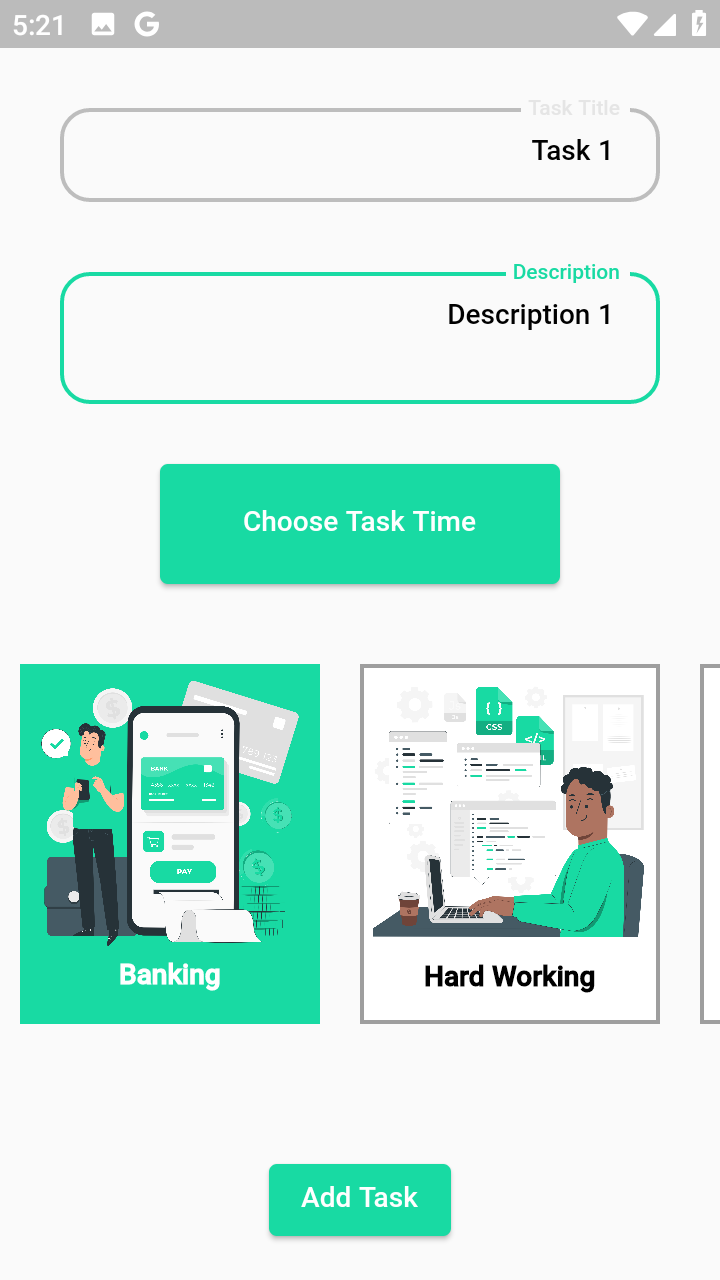 5:21
Task Title
Task 1
Description
Description 1
Choose Task Time
BANK
PAY
Banking
CSS
</>
Hard Working
Add Task